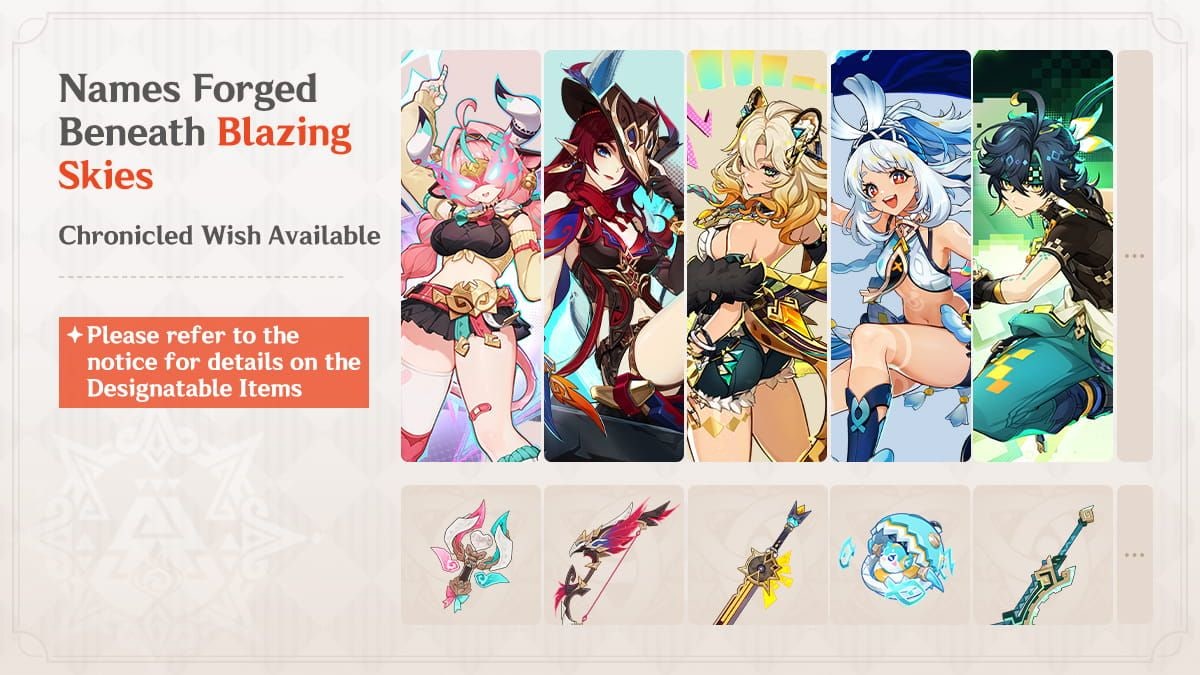 Names Forged
Beneath Blazing
Skies
Chronicled Wish Available
✦Please refer to the
notice for details on the
Designatable Items
...
...